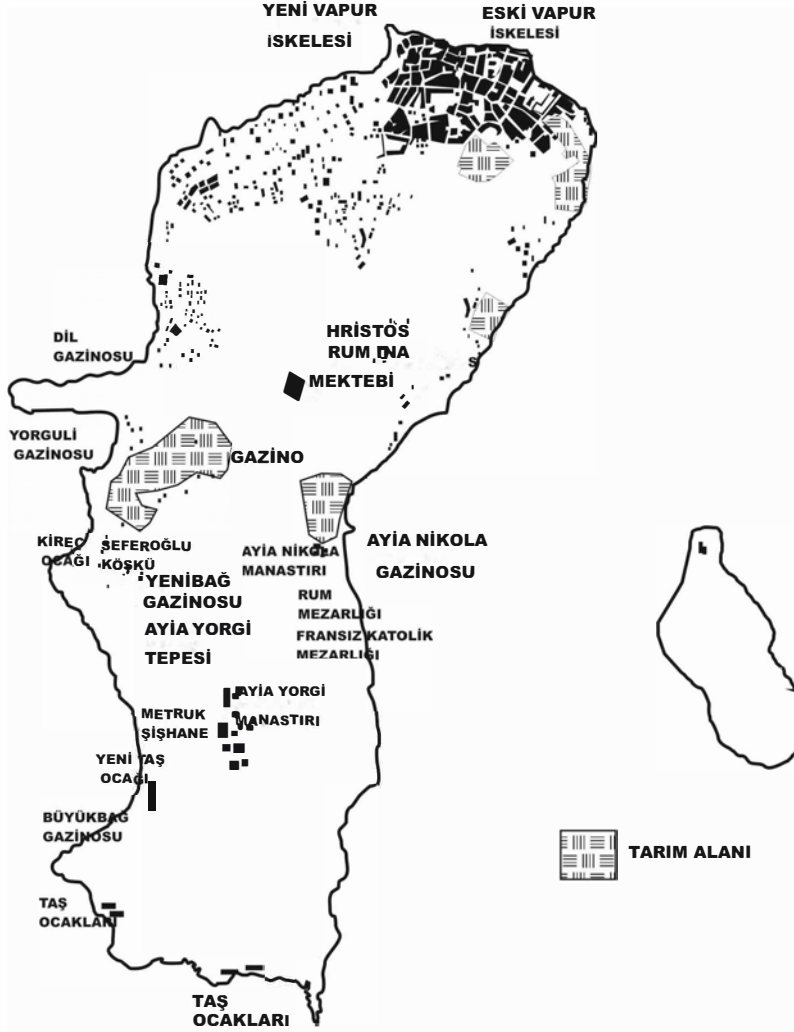 YENİ VAPUR
İSKELESİ
ESKİ VAPUR
İSKELESİ
DİL
GAZİNOSU
HRİSTOS
RUM
MEKTEBİ
YORGULİ
GAZİNOSU
GAZİNO
KİREÇ
OCAĞI
SEFEROĞLU
KÖŞKÜ
AYİA NİKOLA
MANASTIRI
AYİA NİKOLA
GAZİNOSU
YENİBAĞ
GAZİNOSU
AYİA YORGİ
TEPESİ
RUM
MEZARLIĞI
FRANSIZ KATOLİK
MEZARLIĞI
AYİA YORGİ
MANASTIRI
METRUK
ŞİŞHANE
YENİ TAŞ
OCAĞI
BÜYÜKBAĞ
GAZİNOSU
TARIM ALANI
TAŞ
OCAKLARI
TAŞ
OCAKLARI